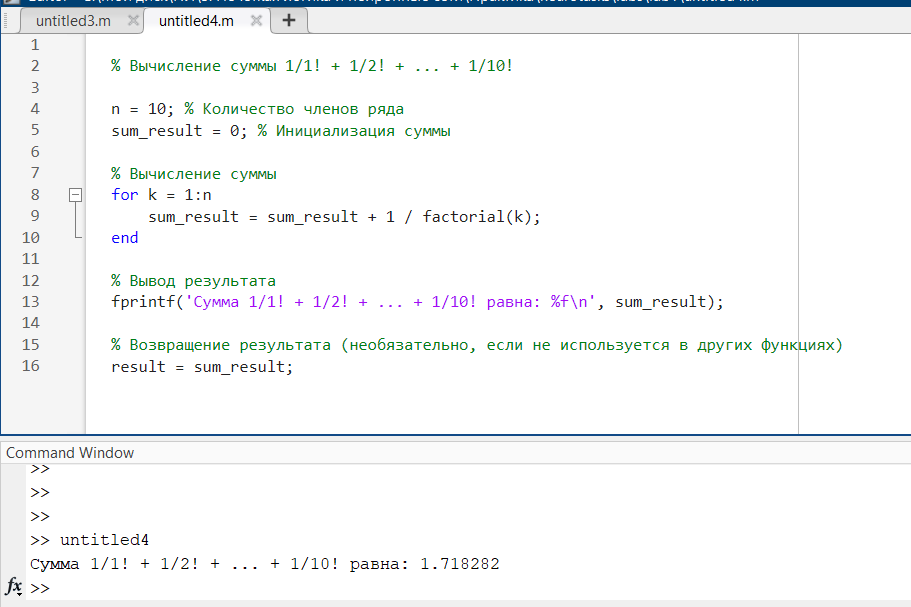 untitled3.m × untitled4.m × +
1
2 % Вычисление суммы 1/1! + 1/2! + ... + 1/10!
3
4 n = 10; % Количество членов ряда
5 sum_result = 0; % Инициализация суммы
6
7 % Вычисление суммы
8 for k = 1:n
9 sum_result = sum_result + 1 / factorial(k);
10 end
11
12 % Вывод результата
13 fprintf('Сумма 1/1! + 1/2! + ... + 1/10! равна: %f\n', sum_result);
14
15 % Возвращение результата (необязательно, если не используется в других функциях)
16 result = sum_result;
Command Window
>>
>>
>>
>> untitled4
Сумма 1/1! + 1/2! + ... + 1/10! равна: 1.718282
fx >>